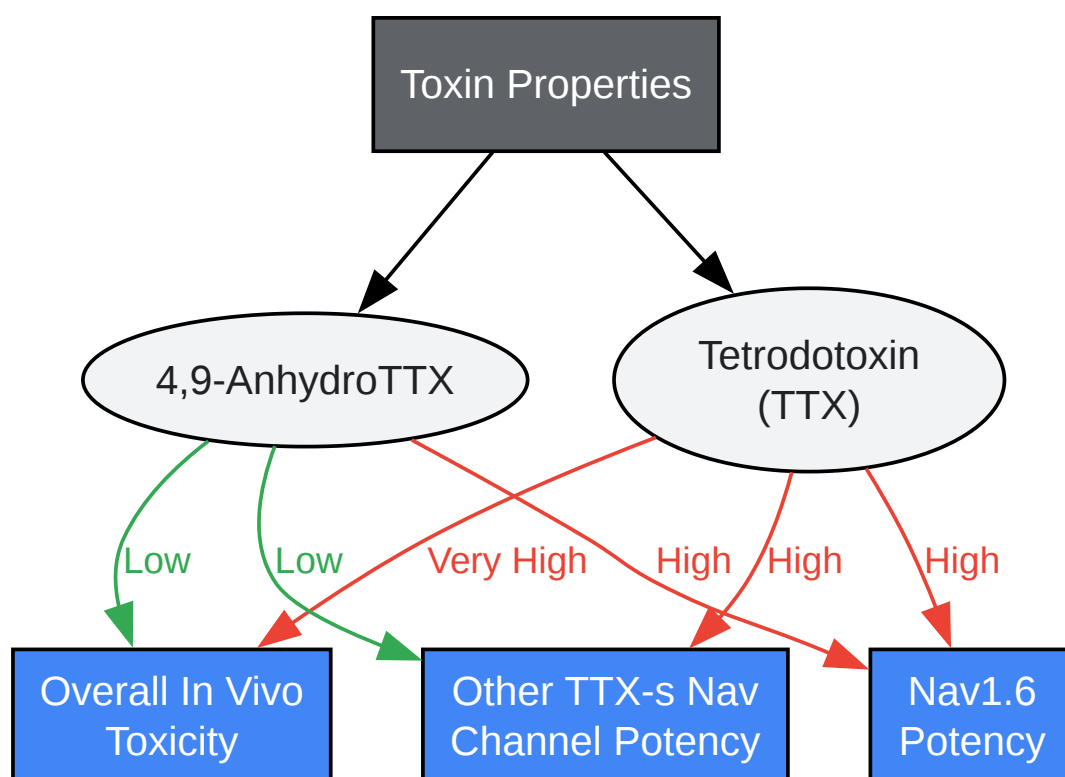 Toxin Properties
4,9-AnhydroTTX
Tetrodotoxin
(TTX)
Low
Low
Very High
High
High
High
Overall In Vivo
Toxicity
Other TTX-s Nav
Channel Potency
Nav1.6
Potency